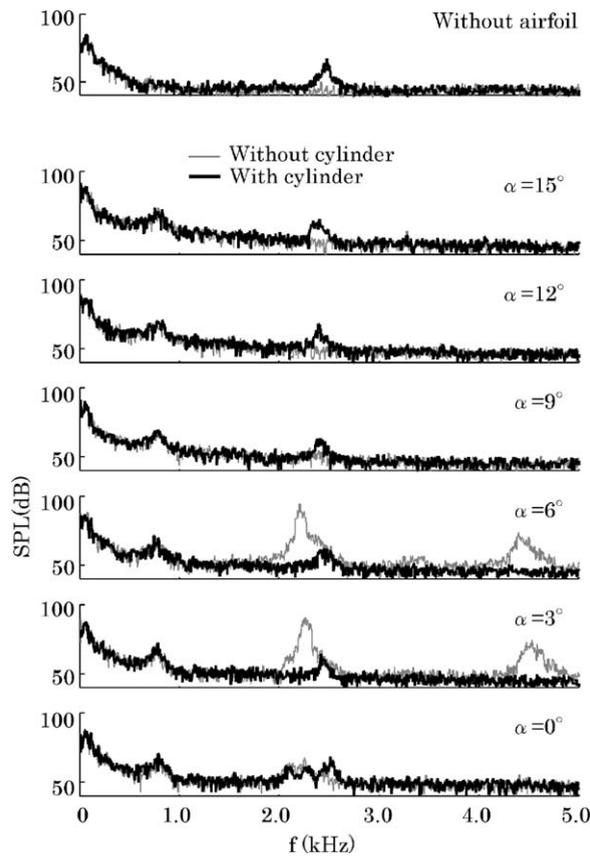 Without airfoil
50
100
Without cylinder
With cylinder
α=15°
50
100
α=12°
50
100
α=9°
50
100
α=6°
50
100
α=3°
50
100
α=0°
50
SPL(dB)
0 1.0 2.0 3.0 4.0 5.0
f (kHz)